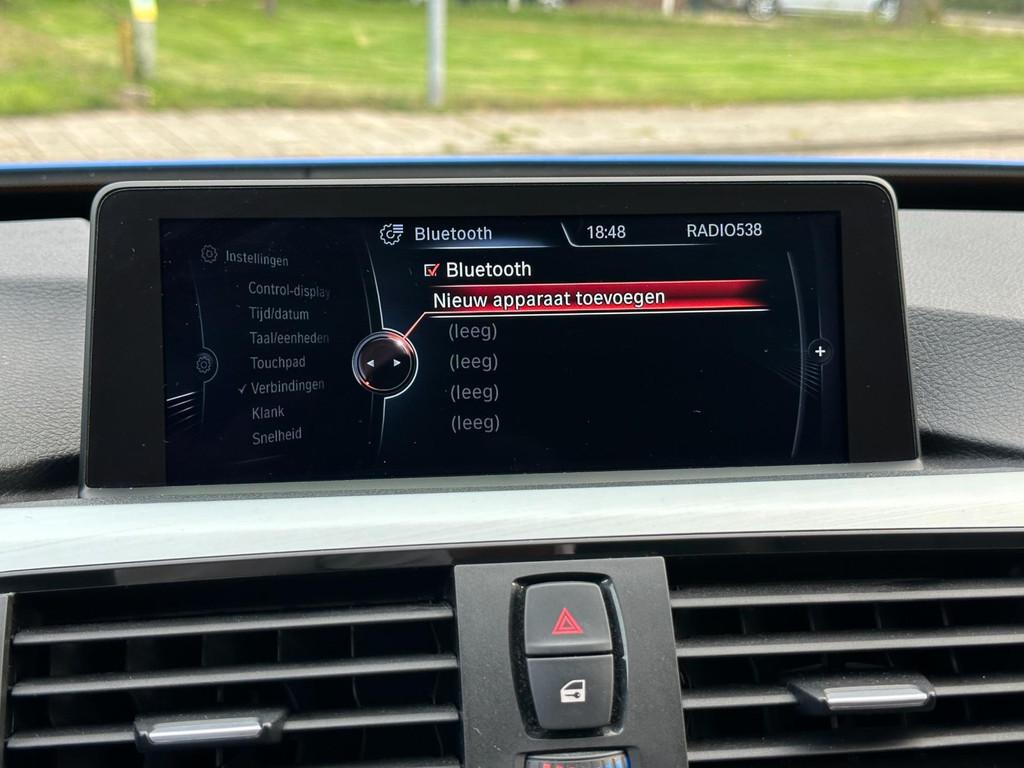 Bluetooth 18:48 RADIO538
Instellingen
Control-display
Tijd/datum
Taal/eenheden
Touchpad
Verbindingen
Klank
Snelheid
Bluetooth
Nieuw apparaat toevoegen
(leeg)
(leeg)
(leeg)
(leeg)